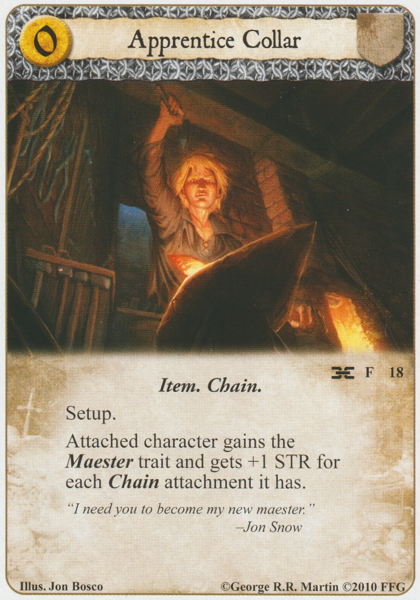 0
Apprentice Collar
F 18
Item. Chain.
Setup.
Attached character gains the
Maester trait and gets +1 STR for
each Chain attachment it has.
“I need you to become my new maester.”
–Jon Snow
Illus. Jon Bosco
©George R.R. Martin ©2010 FFG